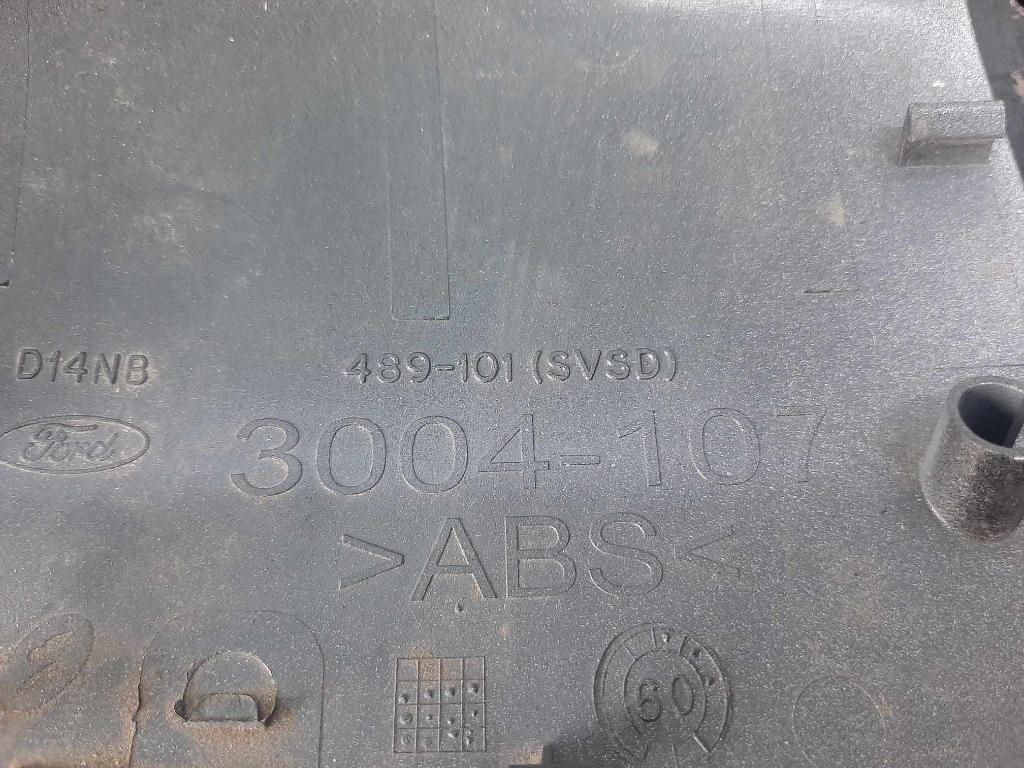 D14NB 489-101 (SVSD)
Ford 3004-107
>ABS<
60